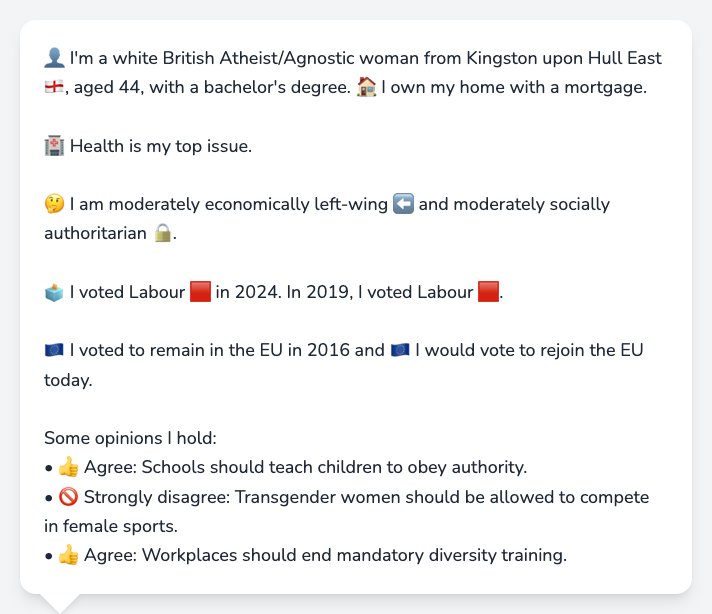 👤 I'm a white British Atheist/Agnostic woman from Kingston upon Hull East
🏴󠁧󠁢󠁥󠁮󠁧󠁿, aged 44, with a bachelor's degree. 🏠 I own my home with a mortgage.
🏥 Health is my top issue.
🤔 I am moderately economically left-wing ⬅️ and moderately socially
authoritarian 🔒.
🗳️ I voted Labour 🟥 in 2024. In 2019, I voted Labour 🟥.
🇪🇺 I voted to remain in the EU in 2016 and 🇪🇺 I would vote to rejoin the EU
today.
Some opinions I hold:
• 👍 Agree: Schools should teach children to obey authority.
• 🚫 Strongly disagree: Transgender women should be allowed to compete
in female sports.
• 👍 Agree: Workplaces should end mandatory diversity training.